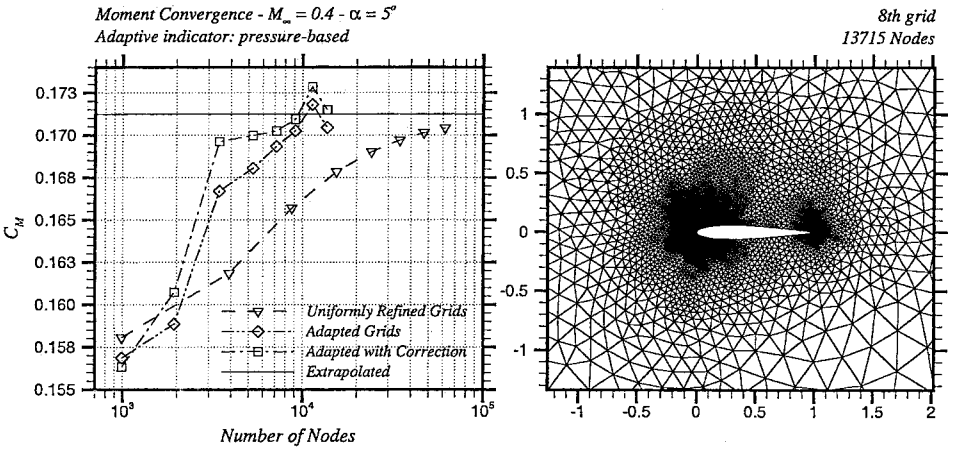 Moment Convergence - M∞ = 0.4 - α = 5°
Adaptive indicator: pressure-based
8th grid
13715 Nodes
0.173
0.170
0.168
0.165
0.163
0.160
0.158
0.155
C_M
Uniformly Refined Grids
Adapted Grids
Adapted with Correction
Extrapolated
10³ 10⁴ 10⁵
Number of Nodes
1
0.5
0
-0.5
-1
-1 -0.5 0 0.5 1 1.5 2